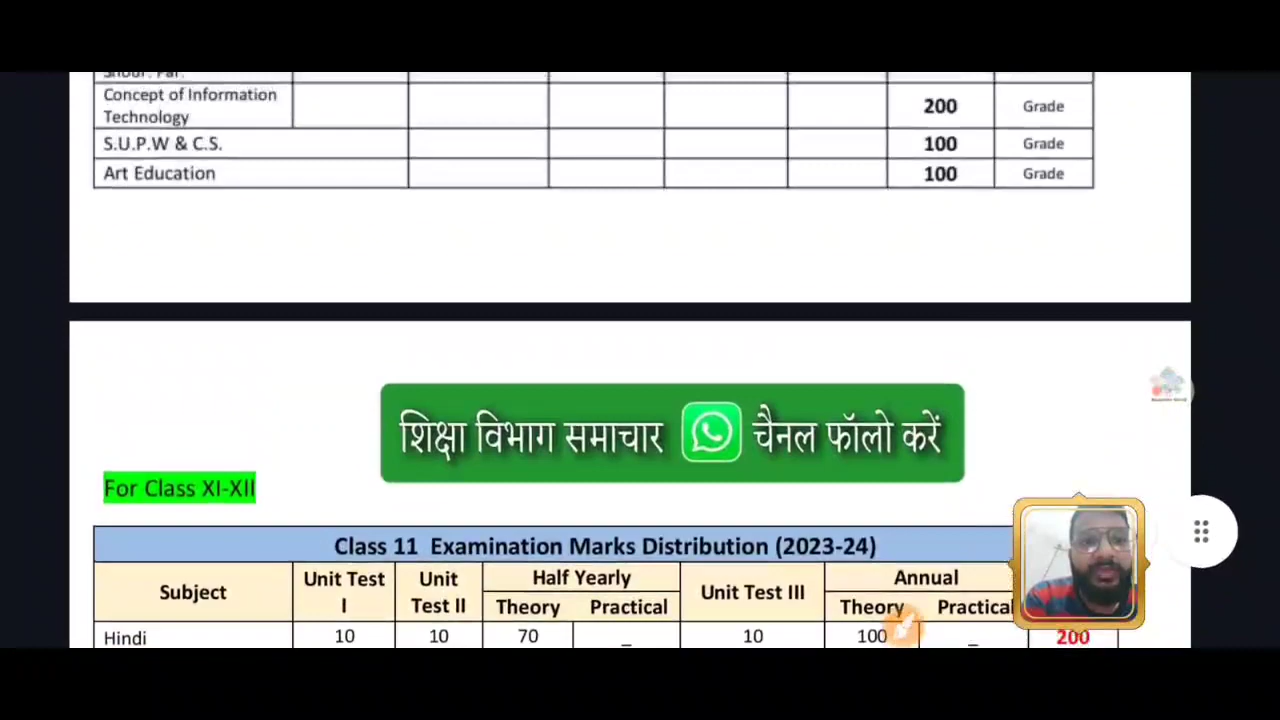 Shour. Par.
Concept of Information Technology 200 Grade
S.U.P.W & C.S. 100 Grade
Art Education 100 Grade
शिक्षा विभाग समाचार चैनल फॉलो करें
For Class XI-XII
Class 11 Examination Marks Distribution (2023-24)
Subject Unit Test I Unit Test II Half Yearly Unit Test III Annual
Theory Practical Theory Practical
Hindi 10 10 70 _ 10 100 _ 200